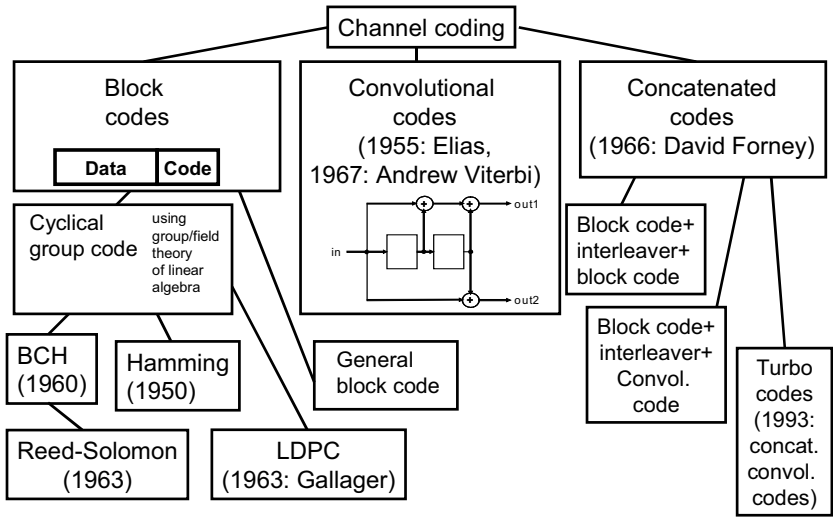 Channel coding
Block
codes
Data Code
Convolutional
codes
(1955: Elias,
1967: Andrew Viterbi)
in
out1
out2
Concatenated
codes
(1966: David Forney)
Cyclical
group code
using
group/field
theory
of linear
algebra
BCH
(1960)
Hamming
(1950)
General
block code
Reed-Solomon
(1963)
LDPC
(1963: Gallager)
Block code+
interleaver+
block code
Block code+
interleaver+
Convol.
code
Turbo
codes
(1993:
concat.
convol.
codes)